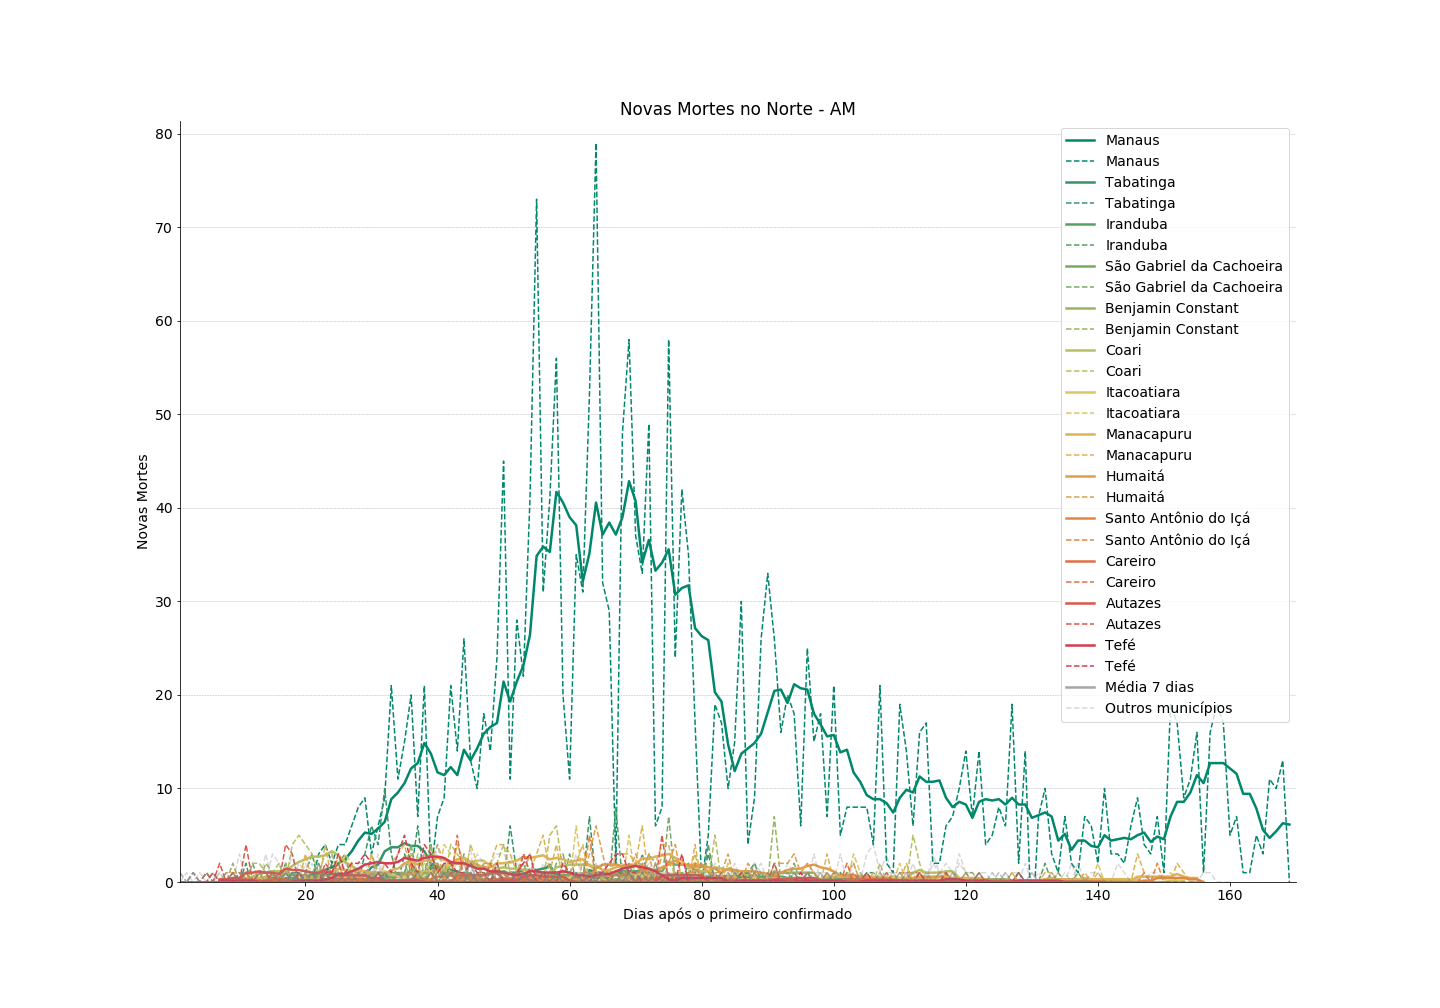 Novas Mortes no Norte - AM
80
70
60
50
40
30
20
10
0
Novas Mortes
20
40
60
80
100
120
140
160
Dias após o primeiro confirmado
Manaus
Manaus
Tabatinga
Tabatinga
Iranduba
Iranduba
São Gabriel da Cachoeira
São Gabriel da Cachoeira
Benjamin Constant
Benjamin Constant
Coari
Coari
Itacoatiara
Itacoatiara
Manacapuru
Manacapuru
Humaitá
Humaitá
Santo Antônio do Içá
Santo Antônio do Içá
Careiro
Careiro
Autazes
Autazes
Tefé
Tefé
Média 7 dias
Outros municípios